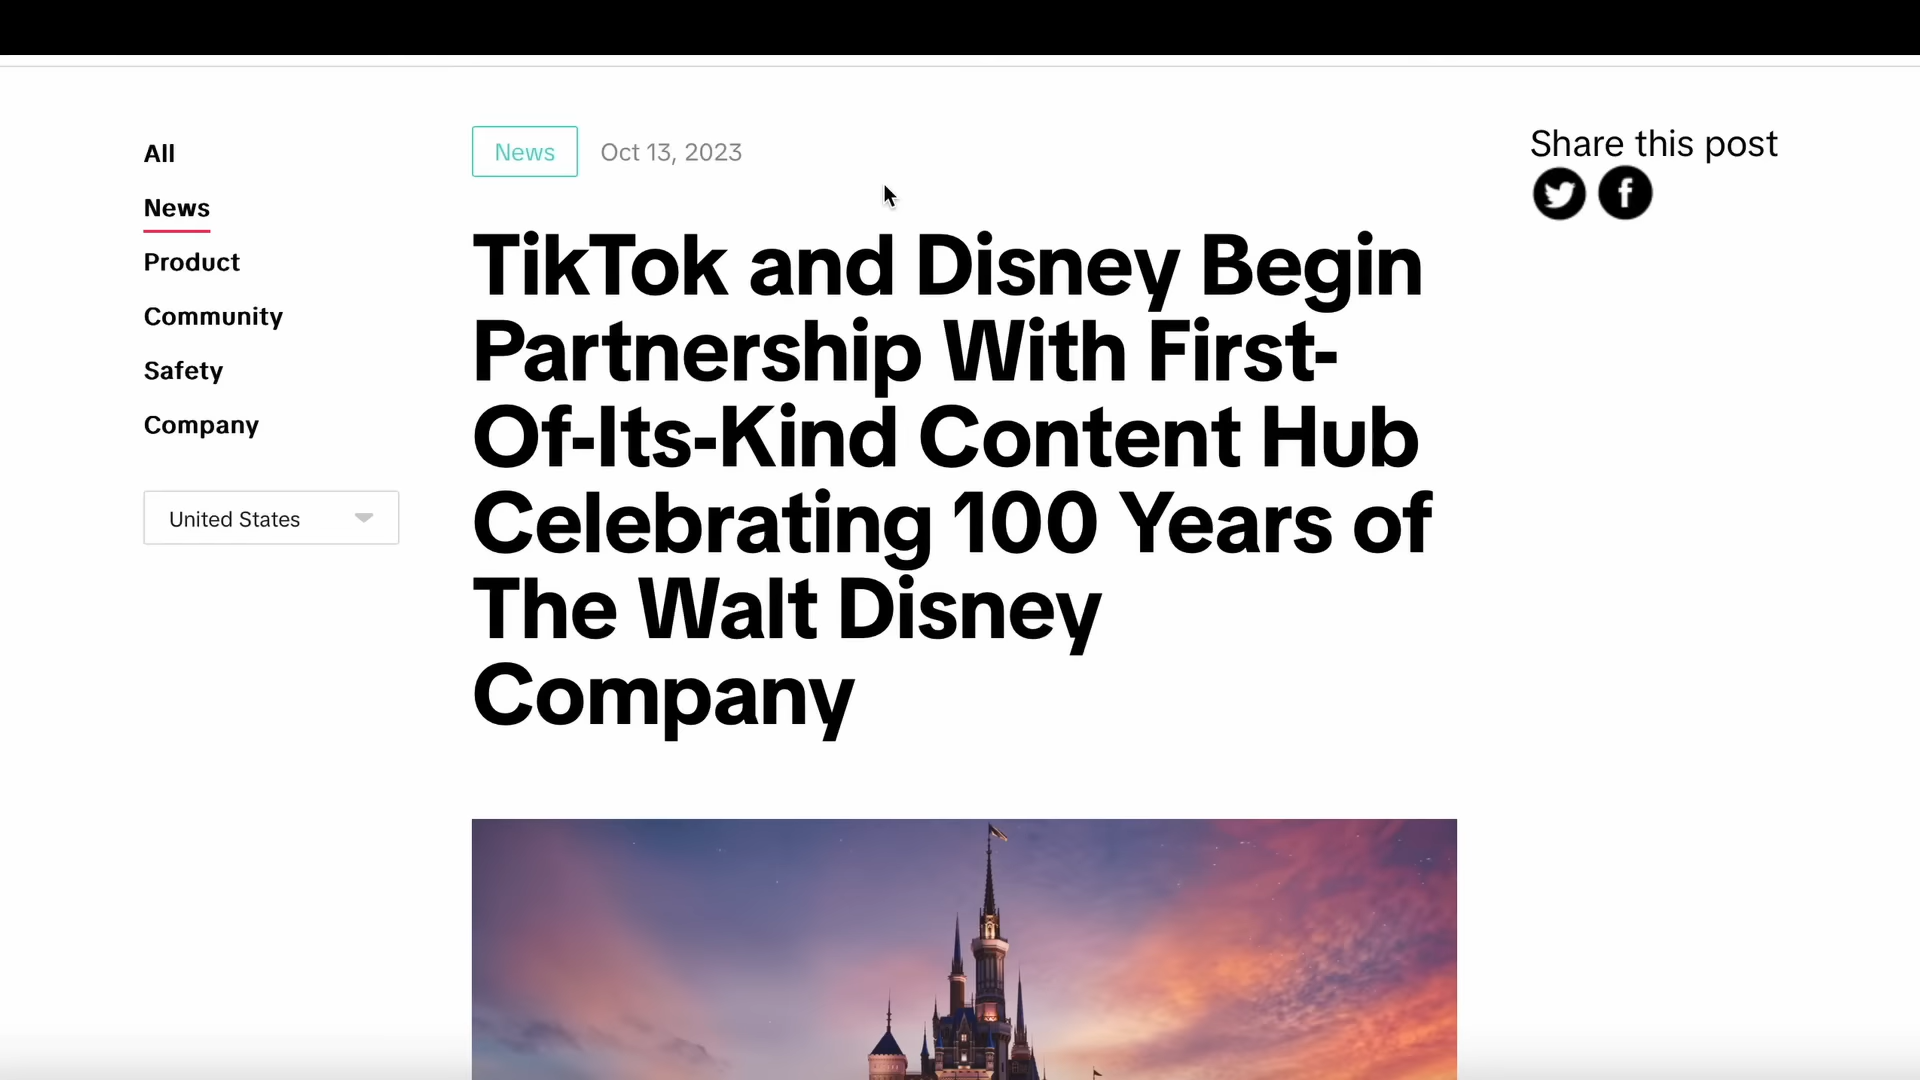 All
News
Product
Community
Safety
Company
United States
News Oct 13, 2023
TikTok and Disney Begin
Partnership With First-
Of-Its-Kind Content Hub
Celebrating 100 Years of
The Walt Disney
Company
Share this post